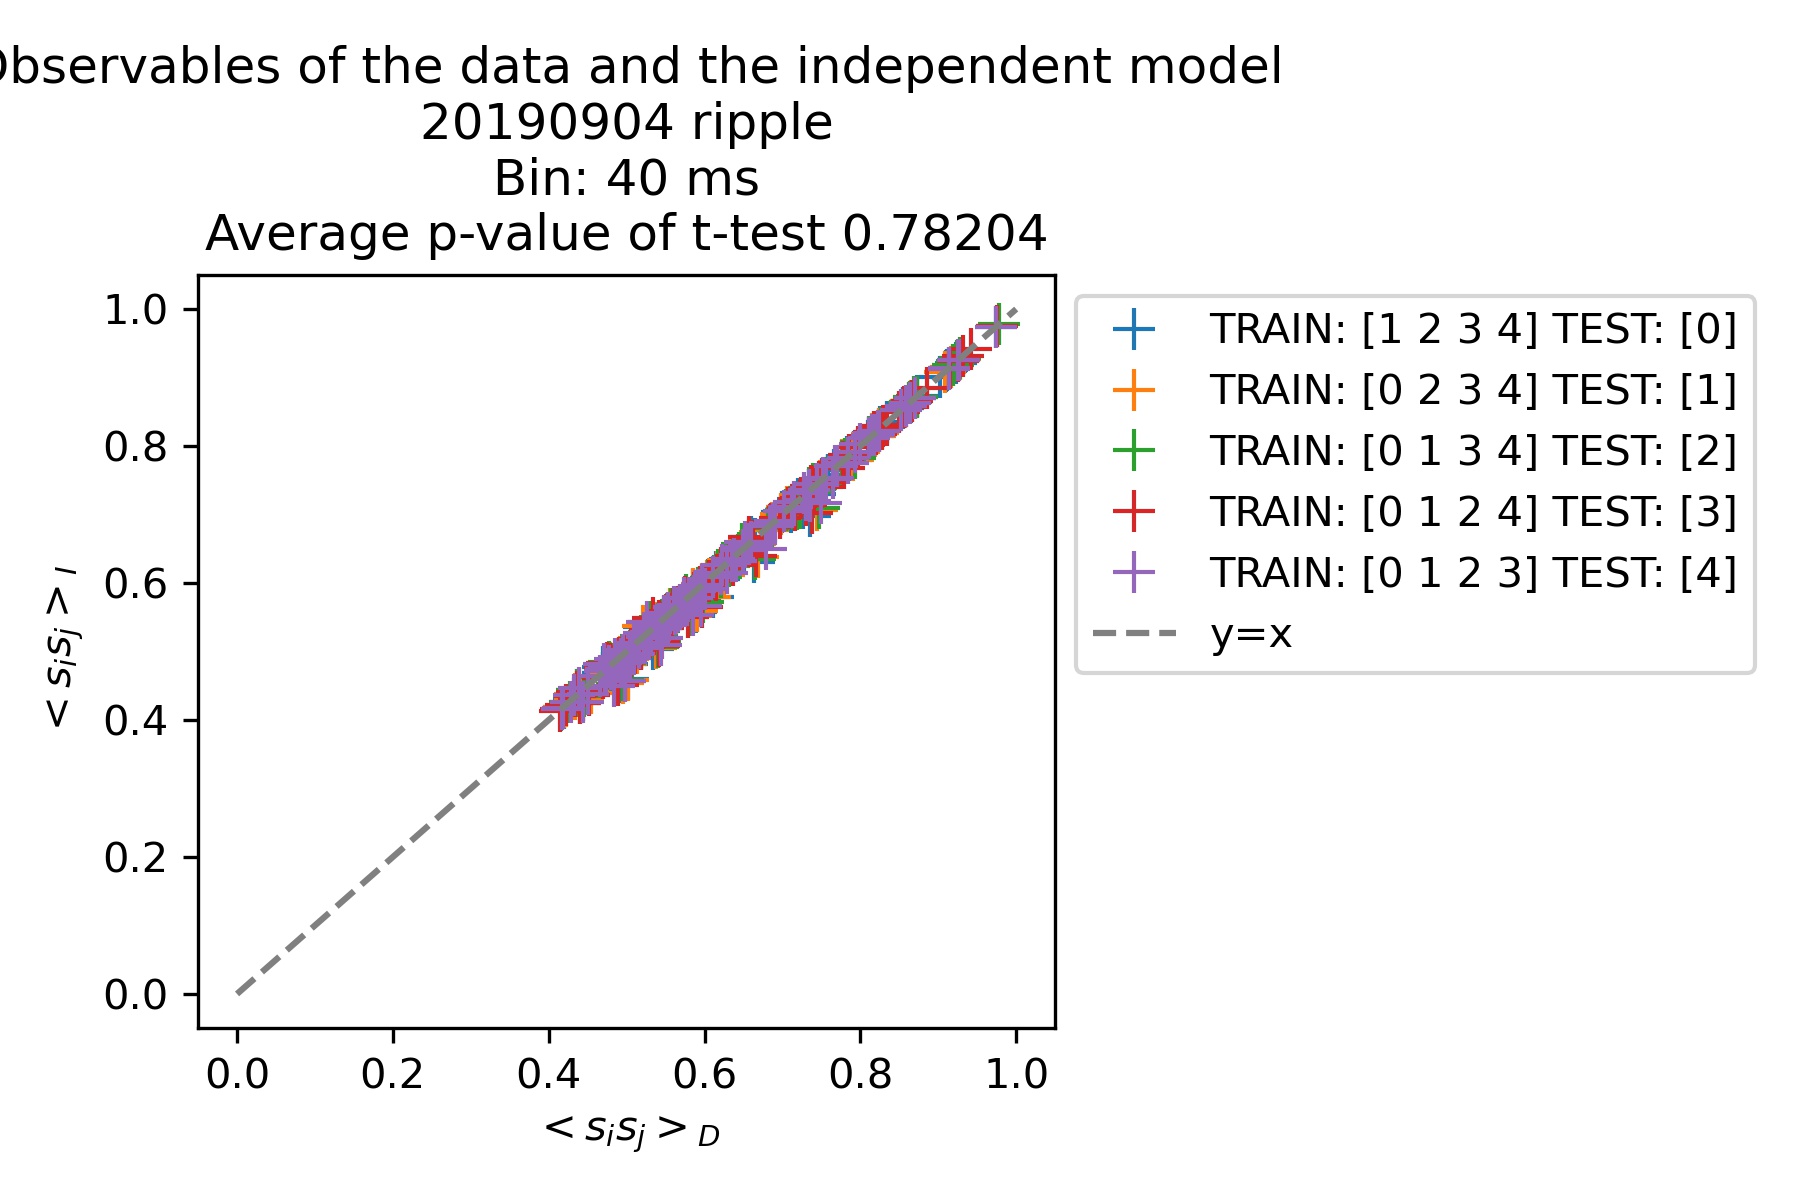 Observables of the data and the independent model
20190904 ripple
Bin: 40 ms
Average p-value of t-test 0.78204
1.0
0.8
0.6
0.4
0.2
0.0
< s_i s_j >_I
0.0 0.2 0.4 0.6 0.8 1.0
< s_i s_j >_D
TRAIN: [1 2 3 4] TEST: [0]
TRAIN: [0 2 3 4] TEST: [1]
TRAIN: [0 1 3 4] TEST: [2]
TRAIN: [0 1 2 4] TEST: [3]
TRAIN: [0 1 2 3] TEST: [4]
y=x